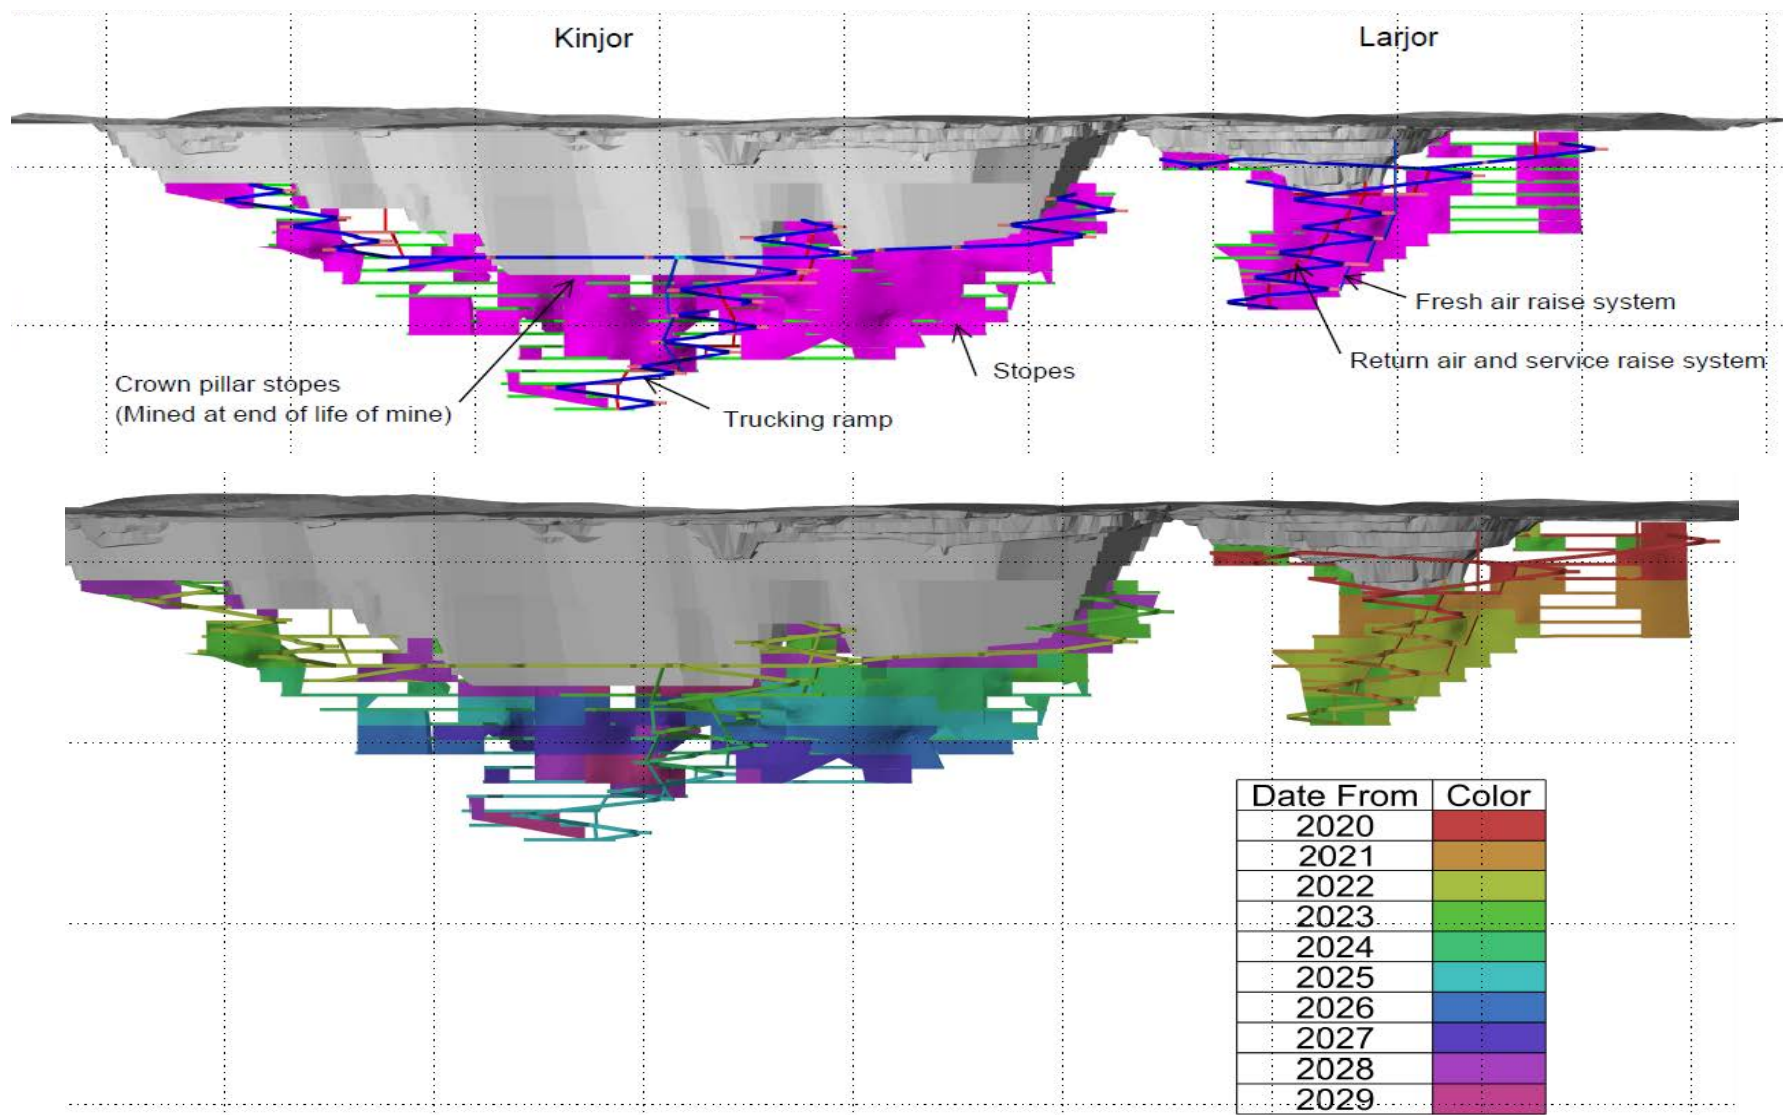 Kinjor
Larjor
Fresh air raise system
Return air and service raise system
Stopes
Crown pillar stopes
(Mined at end of life of mine)
Trucking ramp
Date From Color
2020
2021
2022
2023
2024
2025
2026
2027
2028
2029